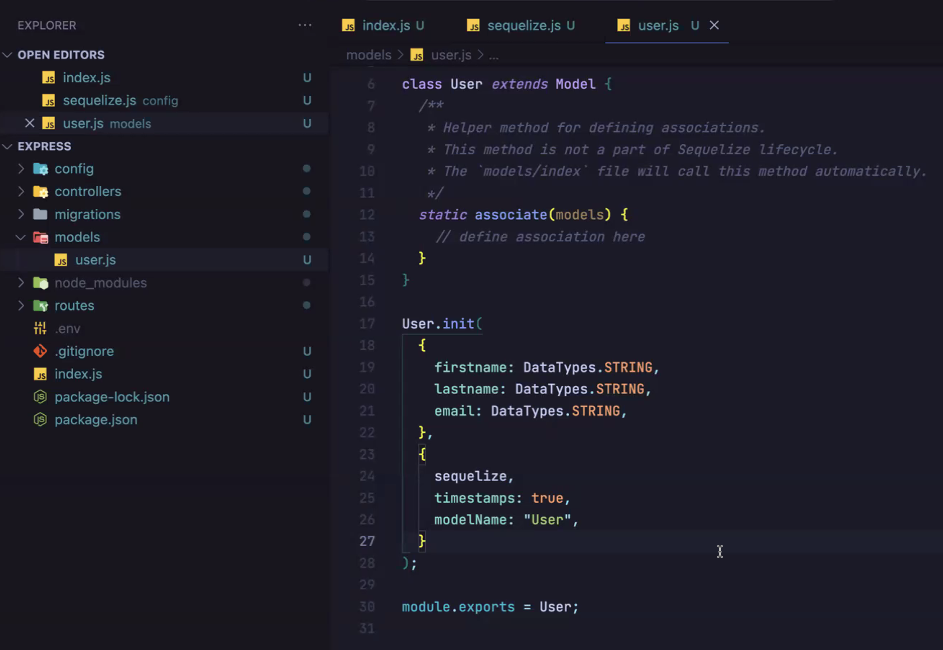 EXPLORER
···
OPEN EDITORS
index.js U
sequelize.js config U
user.js models U
EXPRESS
config
controllers
migrations
models
user.js U
node_modules
routes
.env
.gitignore U
index.js U
package-lock.json U
package.json U
index.js U
sequelize.js U
user.js U
models > user.js > ...
6 class User extends Model {
7 /**
8 * Helper method for defining associations.
9 * This method is not a part of Sequelize lifecycle.
10 * The `models/index` file will call this method automatically.
11 */
12 static associate(models) {
13 // define association here
14 }
15 }
16
17 User.init(
18 {
19 firstname: DataTypes.STRING,
20 lastname: DataTypes.STRING,
21 email: DataTypes.STRING,
22 },
23 {
24 sequelize,
25 timestamps: true,
26 modelName: "User",
27 }
28 );
29
30 module.exports = User;
31